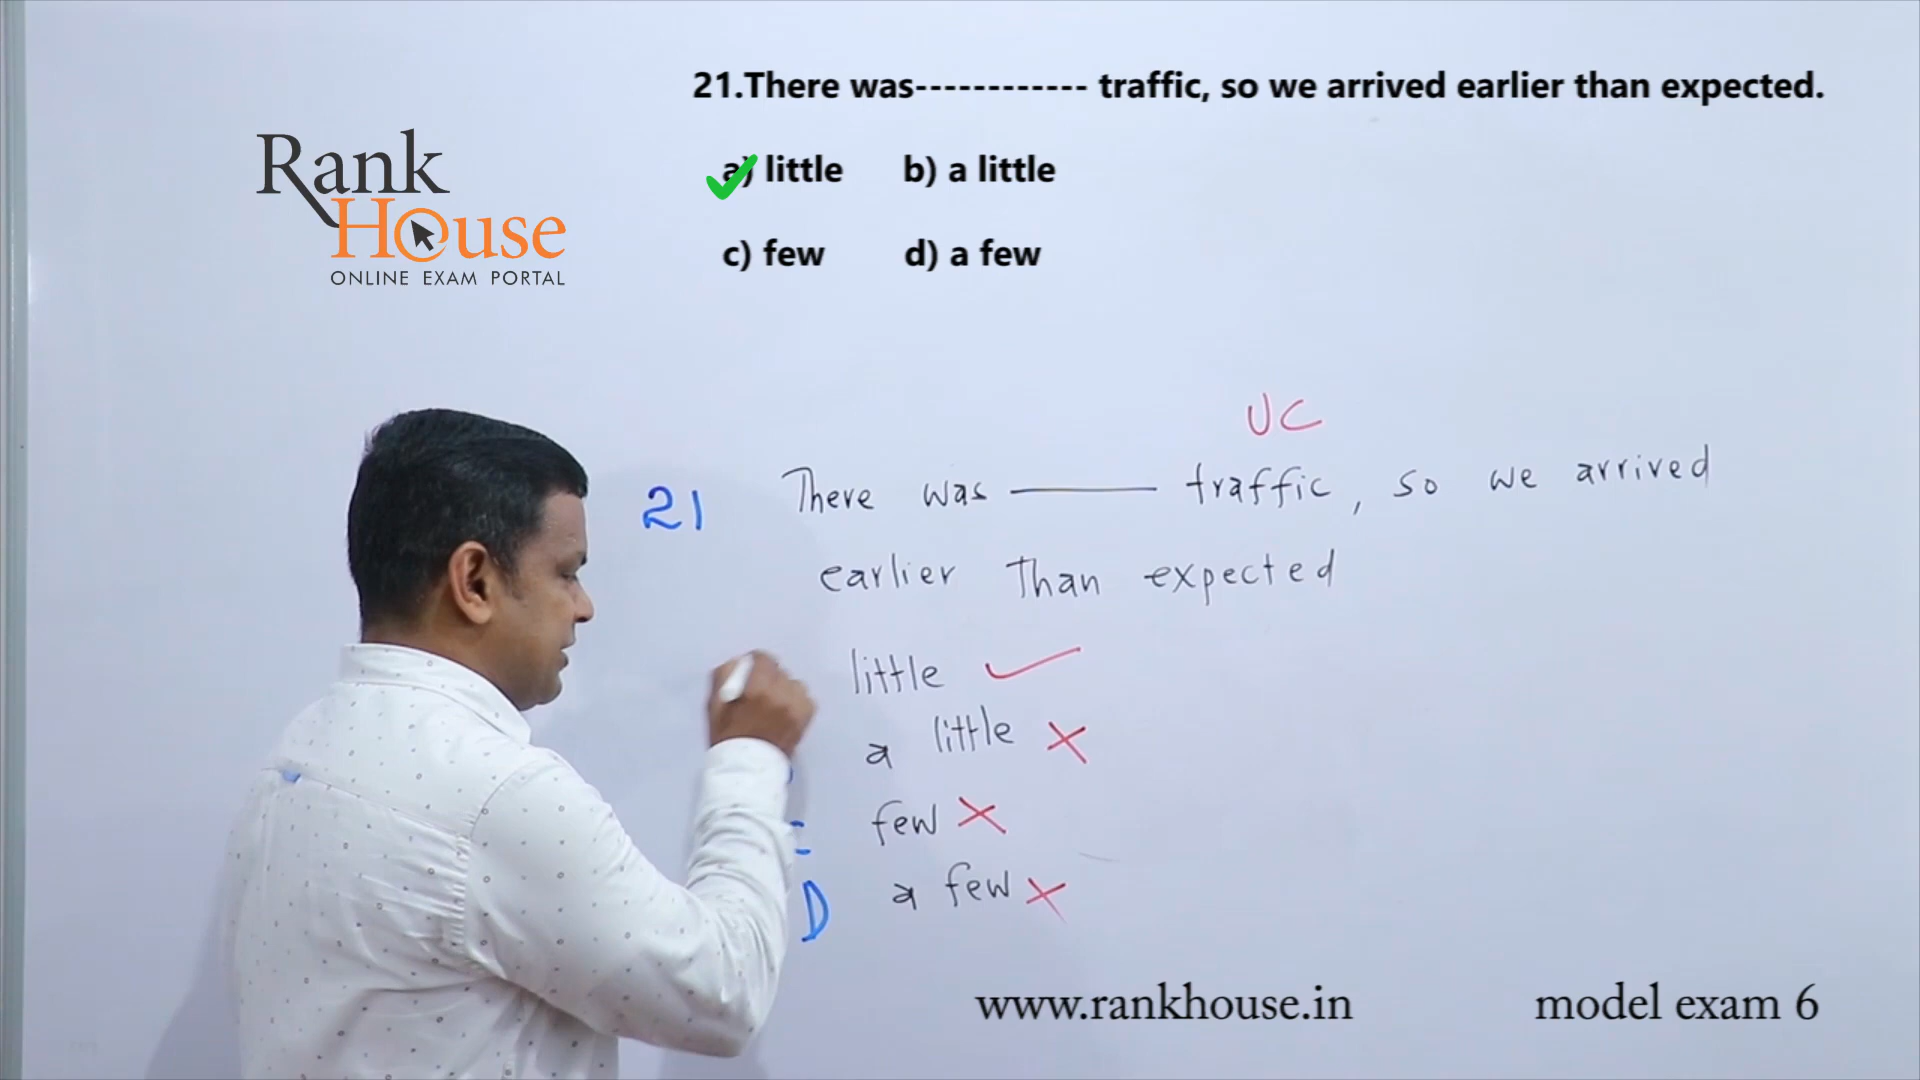 21.There was------------ traffic, so we arrived earlier than expected.
a) little b) a little
c) few d) a few
Rank
House
ONLINE EXAM PORTAL
UC
21 There was ——— traffic, so we arrived
earlier Than expected
little
a little
few
D a few
www.rankhouse.in model exam 6